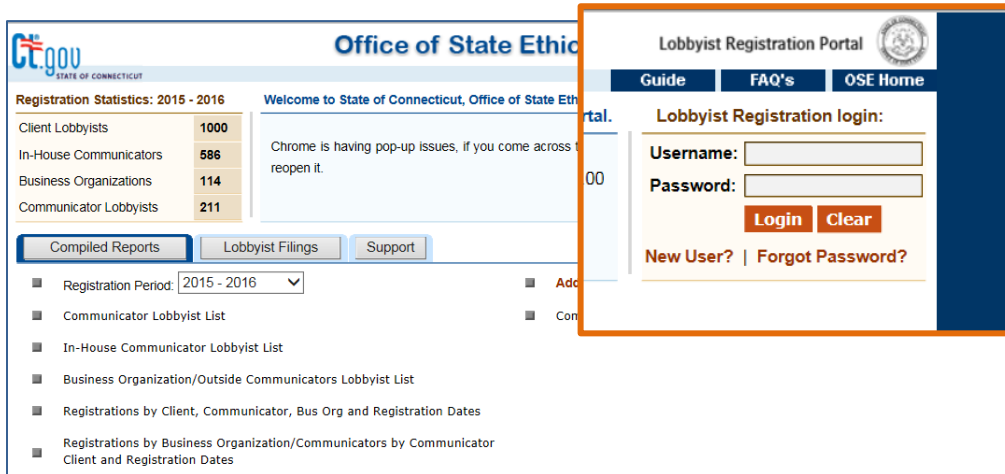 Ct.gov
STATE OF CONNECTICUT
Office of State Ethic
Registration Statistics: 2015 - 2016
Client Lobbyists 1000
In-House Communicators 586
Business Organizations 114
Communicator Lobbyists 211
Welcome to State of Connecticut, Office of State Eth
Chrome is having pop-up issues, if you come across t
reopen it.
Compiled Reports Lobbyist Filings Support
Registration Period: 2015 - 2016
Communicator Lobbyist List
In-House Communicator Lobbyist List
Business Organization/Outside Communicators Lobbyist List
Registrations by Client, Communicator, Bus Org and Registration Dates
Registrations by Business Organization/Communicators by Communicator
Client and Registration Dates
Add
Con
Lobbyist Registration Portal
Guide FAQ's OSE Home
rtal.
00
Lobbyist Registration login:
Username:
Password:
Login Clear
New User? | Forgot Password?